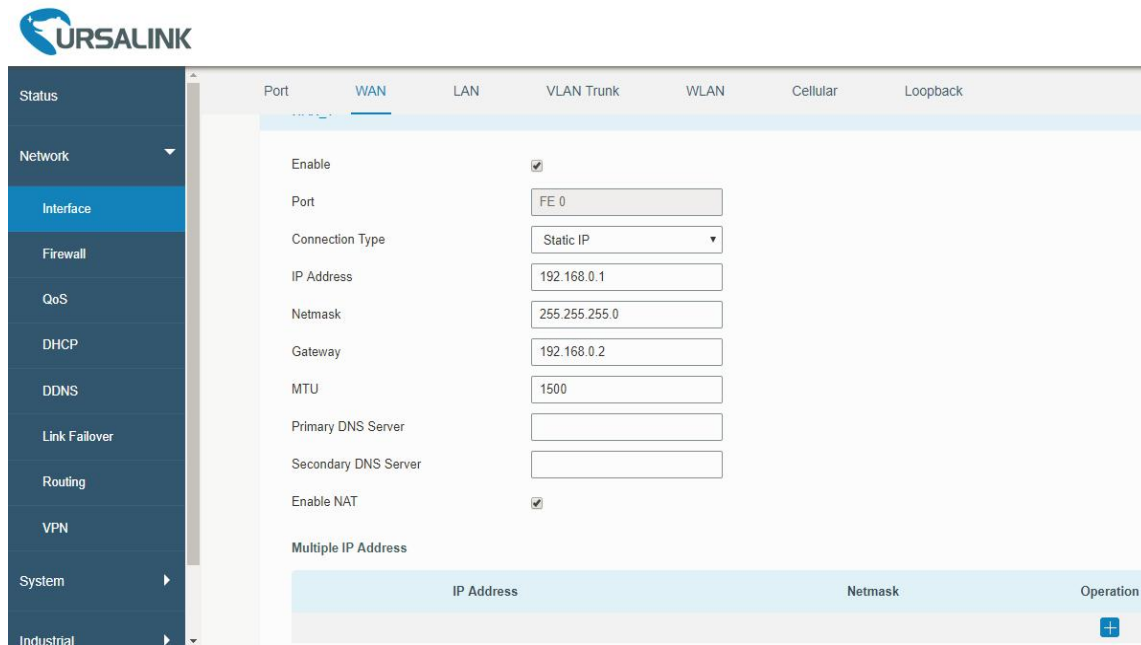 URSALINK
Status
Network
Interface
Firewall
QoS
DHCP
DDNS
Link Failover
Routing
VPN
System
Industrial
Port WAN LAN VLAN Trunk WLAN Cellular Loopback
Enable
Port FE 0
Connection Type Static IP
IP Address 192.168.0.1
Netmask 255.255.255.0
Gateway 192.168.0.2
MTU 1500
Primary DNS Server
Secondary DNS Server
Enable NAT
Multiple IP Address
IP Address Netmask Operation